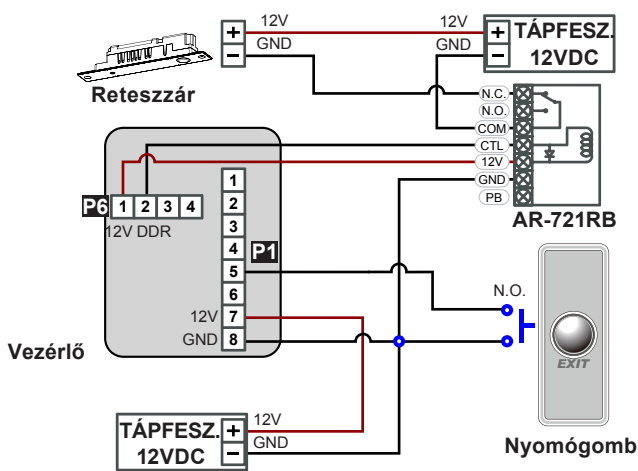 12V
GND
+
−
Reteszzár
12V
GND
+
−
TÁPFESZ.
12VDC
N.C.
N.O.
COM
CTL
12V
GND
PB
AR-721RB
P6
1 2 3 4
12V DDR
1
2
3
4
5
6
7
8
P1
12V
GND
Vezérlő
N.O.
EXIT
Nyomógomb
TÁPFESZ.
12VDC
+
−
12V
GND